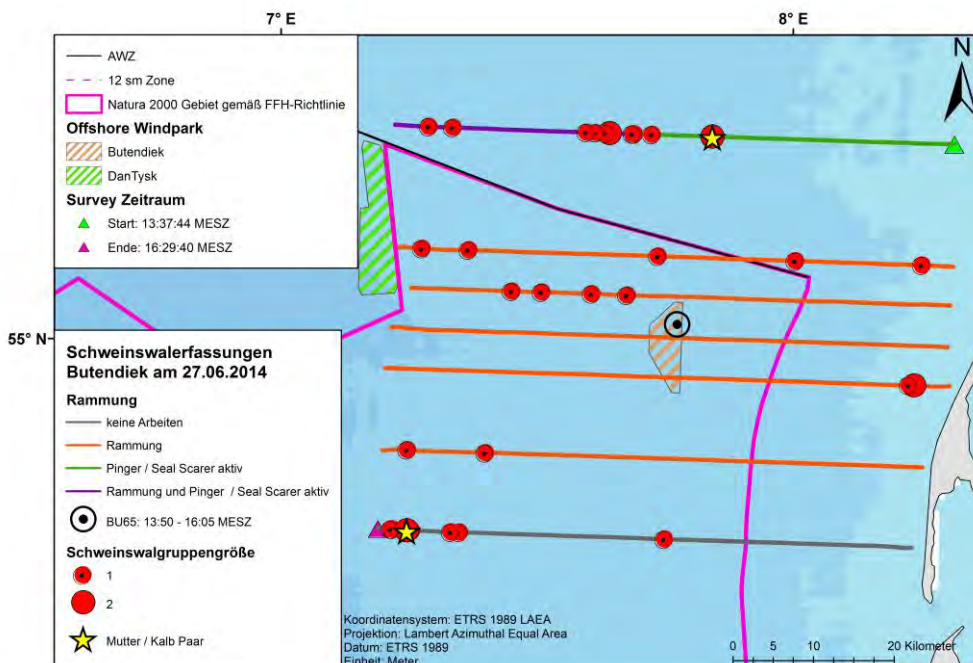 7° E
8° E
N
AWZ
12 sm Zone
Natura 2000 Gebiet gemäß FFH-Richtlinie
Offshore Windpark
Butendiek
DanTysk
Survey Zeitraum
Start: 13:37:44 MESZ
Ende: 16:29:40 MESZ
55° N
Schweinswalerfassungen
Butendiek am 27.06.2014
Rammung
keine Arbeiten
Rammung
Pinger / Seal Scarer aktiv
Rammung und Pinger / Seal Scarer aktiv
BU65: 13:50 - 16:05 MESZ
Schweinswalgruppengröße
1
2
Mutter / Kalb Paar
Koordinatensystem: ETRS 1989 LAEA
Projektion: Lambert Azimuthal Equal Area
Datum: ETRS 1989
Einheit: Meter
0 5 10 20 Kilometer